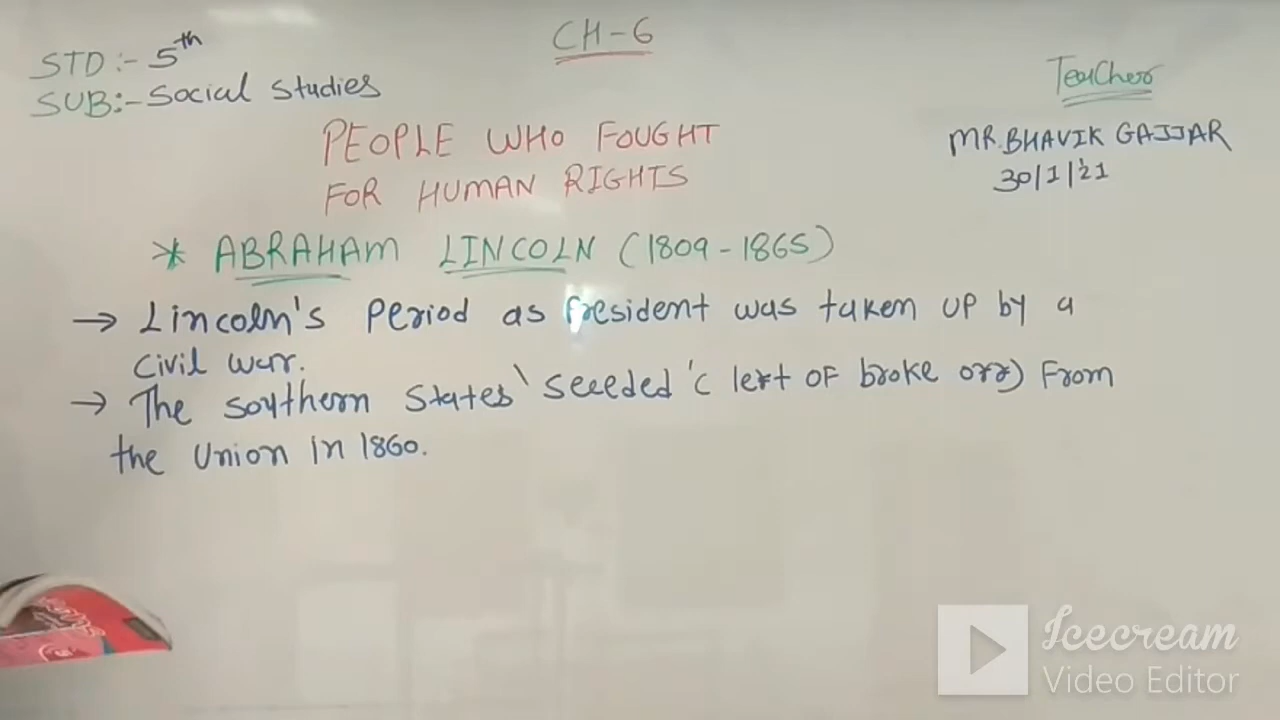 CH-6
STD:- 5th
SUB:- Social Studies
Teacher
MR. BHAVIK GAJJAR
30/1/21
PEOPLE WHO FOUGHT
FOR HUMAN RIGHTS
* ABRAHAM LINCOLN (1809-1865)
→ Lincoln's period as president was taken up by a
civil war.
→ The southern states 'seceded' (left of broke off) From
the union in 1860.
Icecream
Video Editor